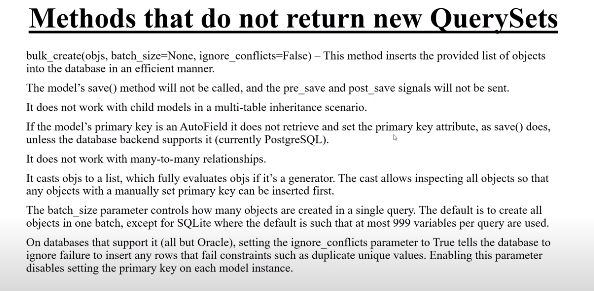 Methods that do not return new QuerySets
bulk_create(objs, batch_size=None, ignore_conflicts=False) – This method inserts the provided list of objects
into the database in an efficient manner.
The model's save() method will not be called, and the pre_save and post_save signals will not be sent.
It does not work with child models in a multi-table inheritance scenario.
If the model's primary key is an AutoField it does not retrieve and set the primary key attribute, as save() does,
unless the database backend supports it (currently PostgreSQL).
It does not work with many-to-many relationships.
It casts objs to a list, which fully evaluates objs if it's a generator. The cast allows inspecting all objects so that
any objects with a manually set primary key can be inserted first.
The batch_size parameter controls how many objects are created in a single query. The default is to create all
objects in one batch, except for SQLite where the default is such that at most 999 variables per query are used.
On databases that support it (all but Oracle), setting the ignore_conflicts parameter to True tells the database to
ignore failure to insert any rows that fail constraints such as duplicate unique values. Enabling this parameter
disables setting the primary key on each model instance.